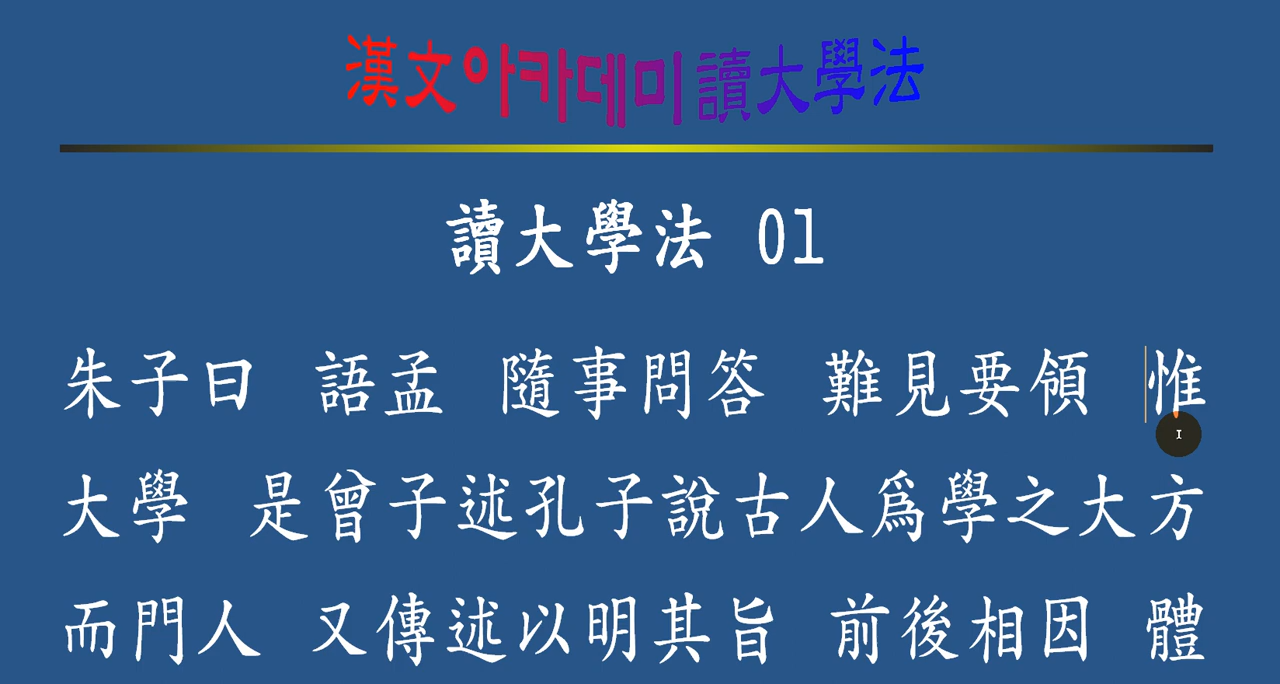 漢文아카데미讀大學法
讀大學法 01
朱子曰 語孟 隨事問答 難見要領 惟
大學 是曾子述孔子說古人爲學之大方
而門人 又傳述以明其旨 前後相因 體